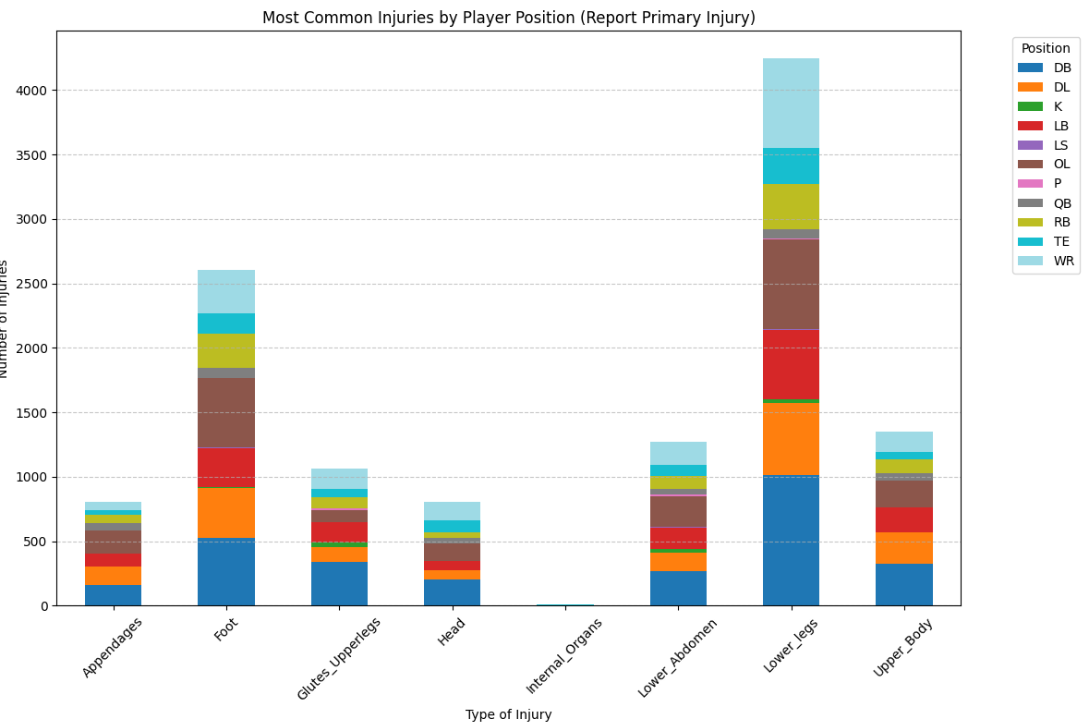 Most Common Injuries by Player Position (Report Primary Injury)
Position
DB
DL
K
LB
LS
OL
P
QB
RB
TE
WR
Number of Injuries
4000
3500
3000
2500
2000
1500
1000
500
0
Appendages
Foot
Glutes_Upperlegs
Head
Internal_Organs
Lower_Abdomen
Lower_legs
Upper_Body
Type of Injury